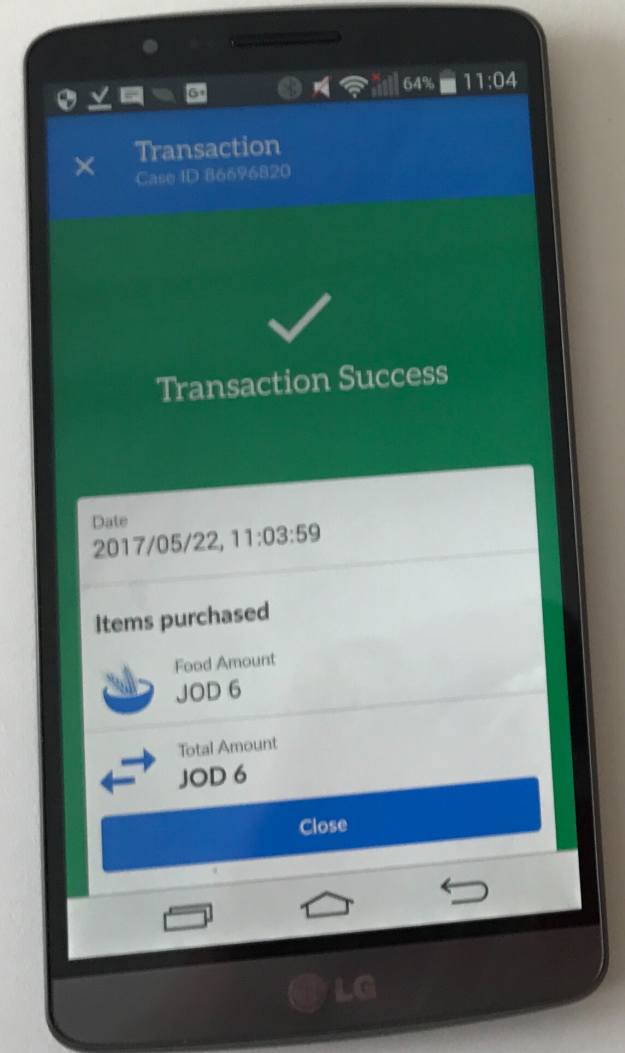 G+ 64% 11:04
Transaction
Case ID 86696820
Transaction Success
Date
2017/05/22, 11:03:59
Items purchased
Food Amount
JOD 6
Total Amount
JOD 6
Close
LG